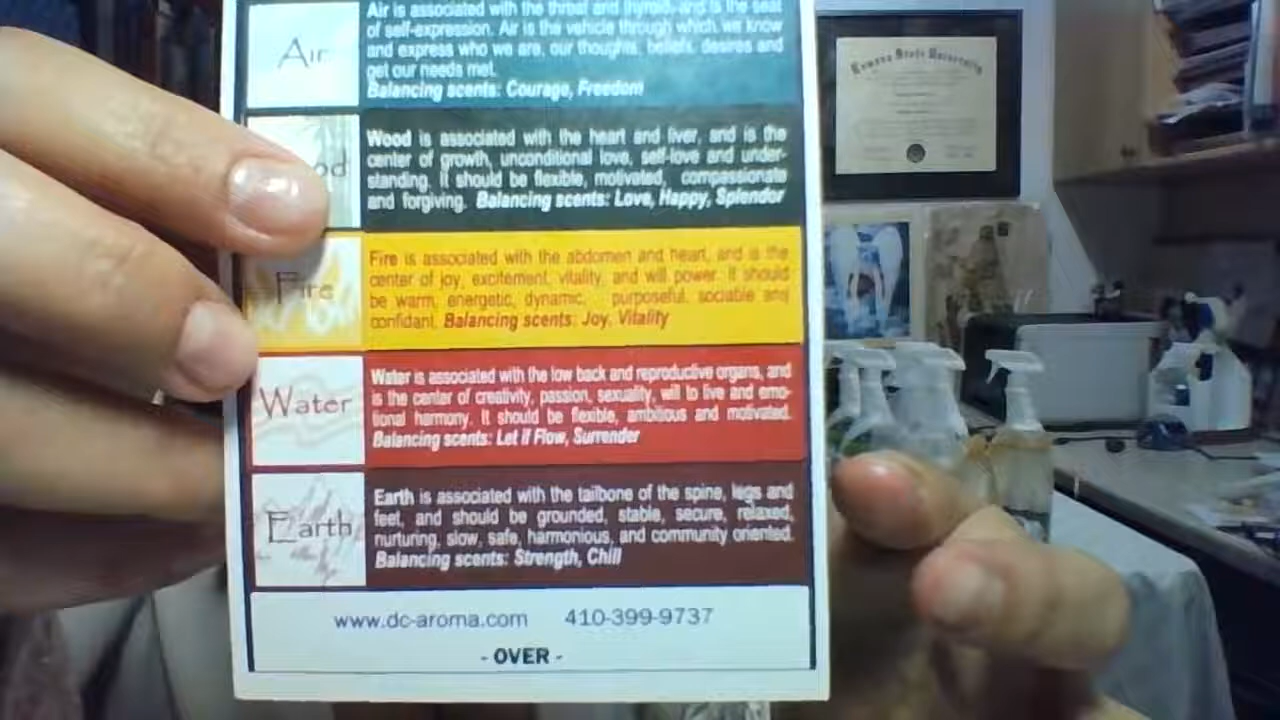 Air is associated with the throat and thyroid, and is the seat
of self-expression. Air is the vehicle through which we know
Air
and express who we are, our thoughts, beliefs, desires and
get our needs met.
Balancing scents: Courage, Freedom
Wood is associated with the heart and liver, and is the
center of growth, unconditional love, self-love and under-
od
standing. It should be flexible, motivated, compassionate
and forgiving. Balancing scents: Love, Happy, Splendor
Fire is associated with the abdomen and heart, and is the
center of joy, excitement, vitality, and will power. It should
Fire
be warm, energetic, dynamic, purposeful, sociable and
confidant. Balancing scents: Joy, Vitality
Water is associated with the low back and reproductive organs, and
is the center of creativity, passion, sexuality, will to live and emo-
Water
tional harmony. It should be flexible, ambitious and motivated.
Balancing scents: Let it Flow, Surrender
Earth is associated with the tailbone of the spine, legs and
feet, and should be grounded, stable, secure, relaxed,
Earth
nurturing, slow, safe, harmonious, and community oriented.
Balancing scents: Strength, Chill
www.dc-aroma.com 410-399-9737
- OVER -
State University